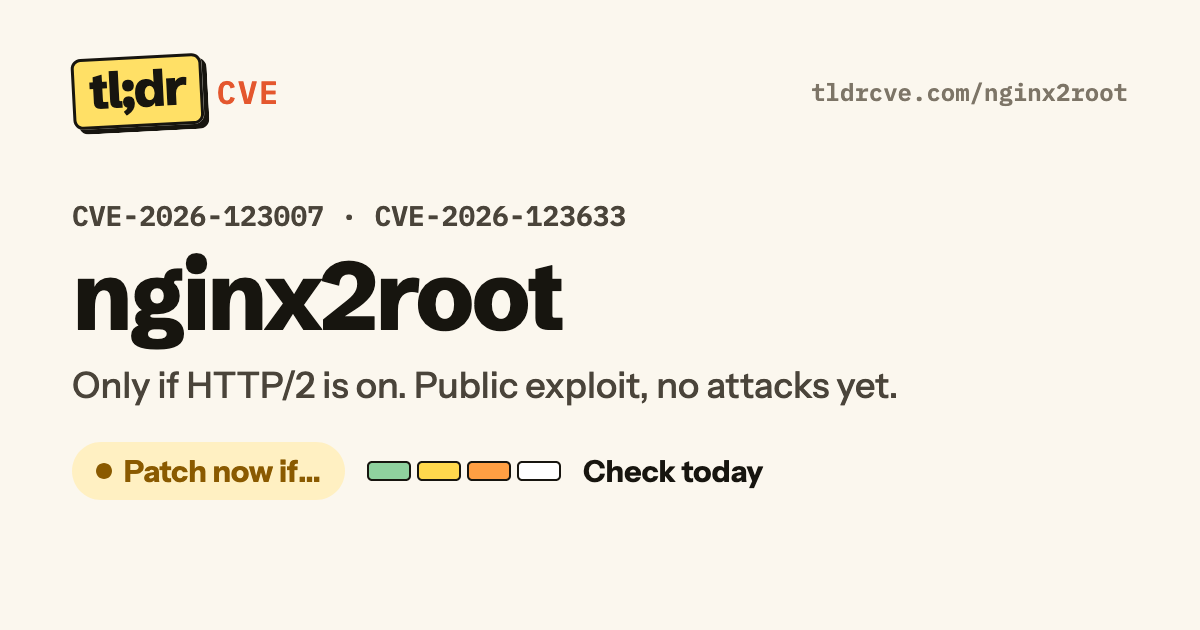 tl;dr CVE
tldrcve.com/nginx2root
CVE-2026-123007 · CVE-2026-123633
nginx2root
Only if HTTP/2 is on. Public exploit, no attacks yet.
Patch now if...
Check today